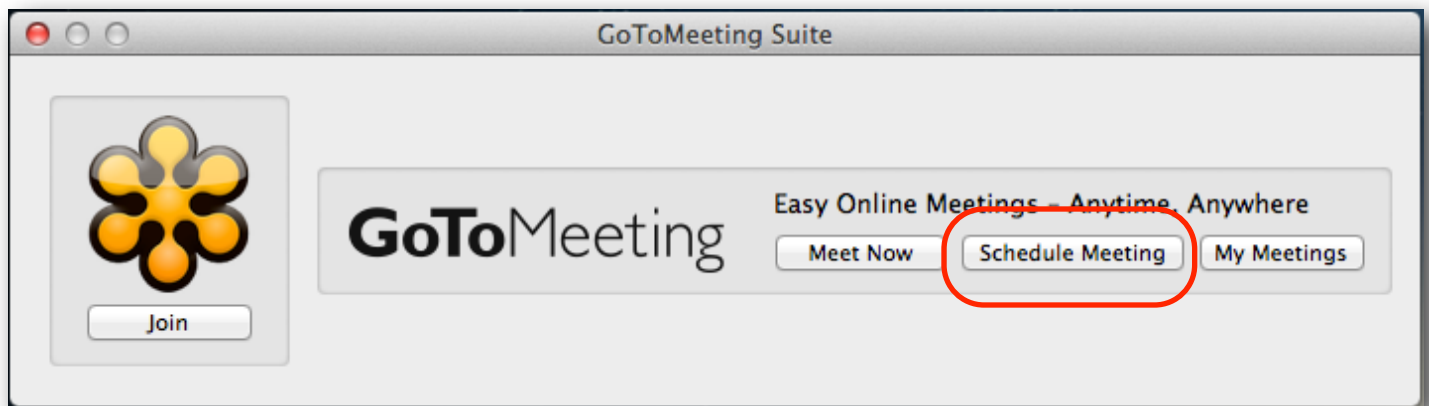 GoToMeeting Suite
Join
GoToMeeting
Easy Online Meetings – Anytime, Anywhere
Meet Now
Schedule Meeting
My Meetings